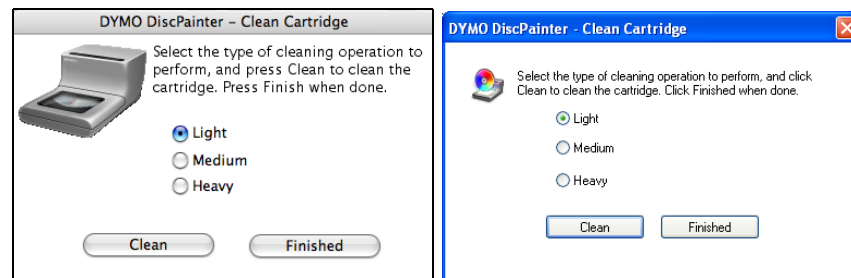 DYMO DiscPainter – Clean Cartridge
Select the type of cleaning operation to
perform, and press Clean to clean the
cartridge. Press Finish when done.
Light
Medium
Heavy
Clean
Finished
DYMO DiscPainter - Clean Cartridge
Select the type of cleaning operation to perform, and click
Clean to clean the cartridge. Click Finished when done.
Light
Medium
Heavy
Clean
Finished